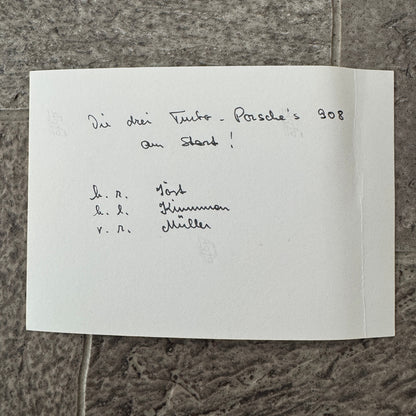 Die drei Turbo - Porsche's 908
am Start!
h. r. Jöst
h. l. Kinnunen
v. r. Müller